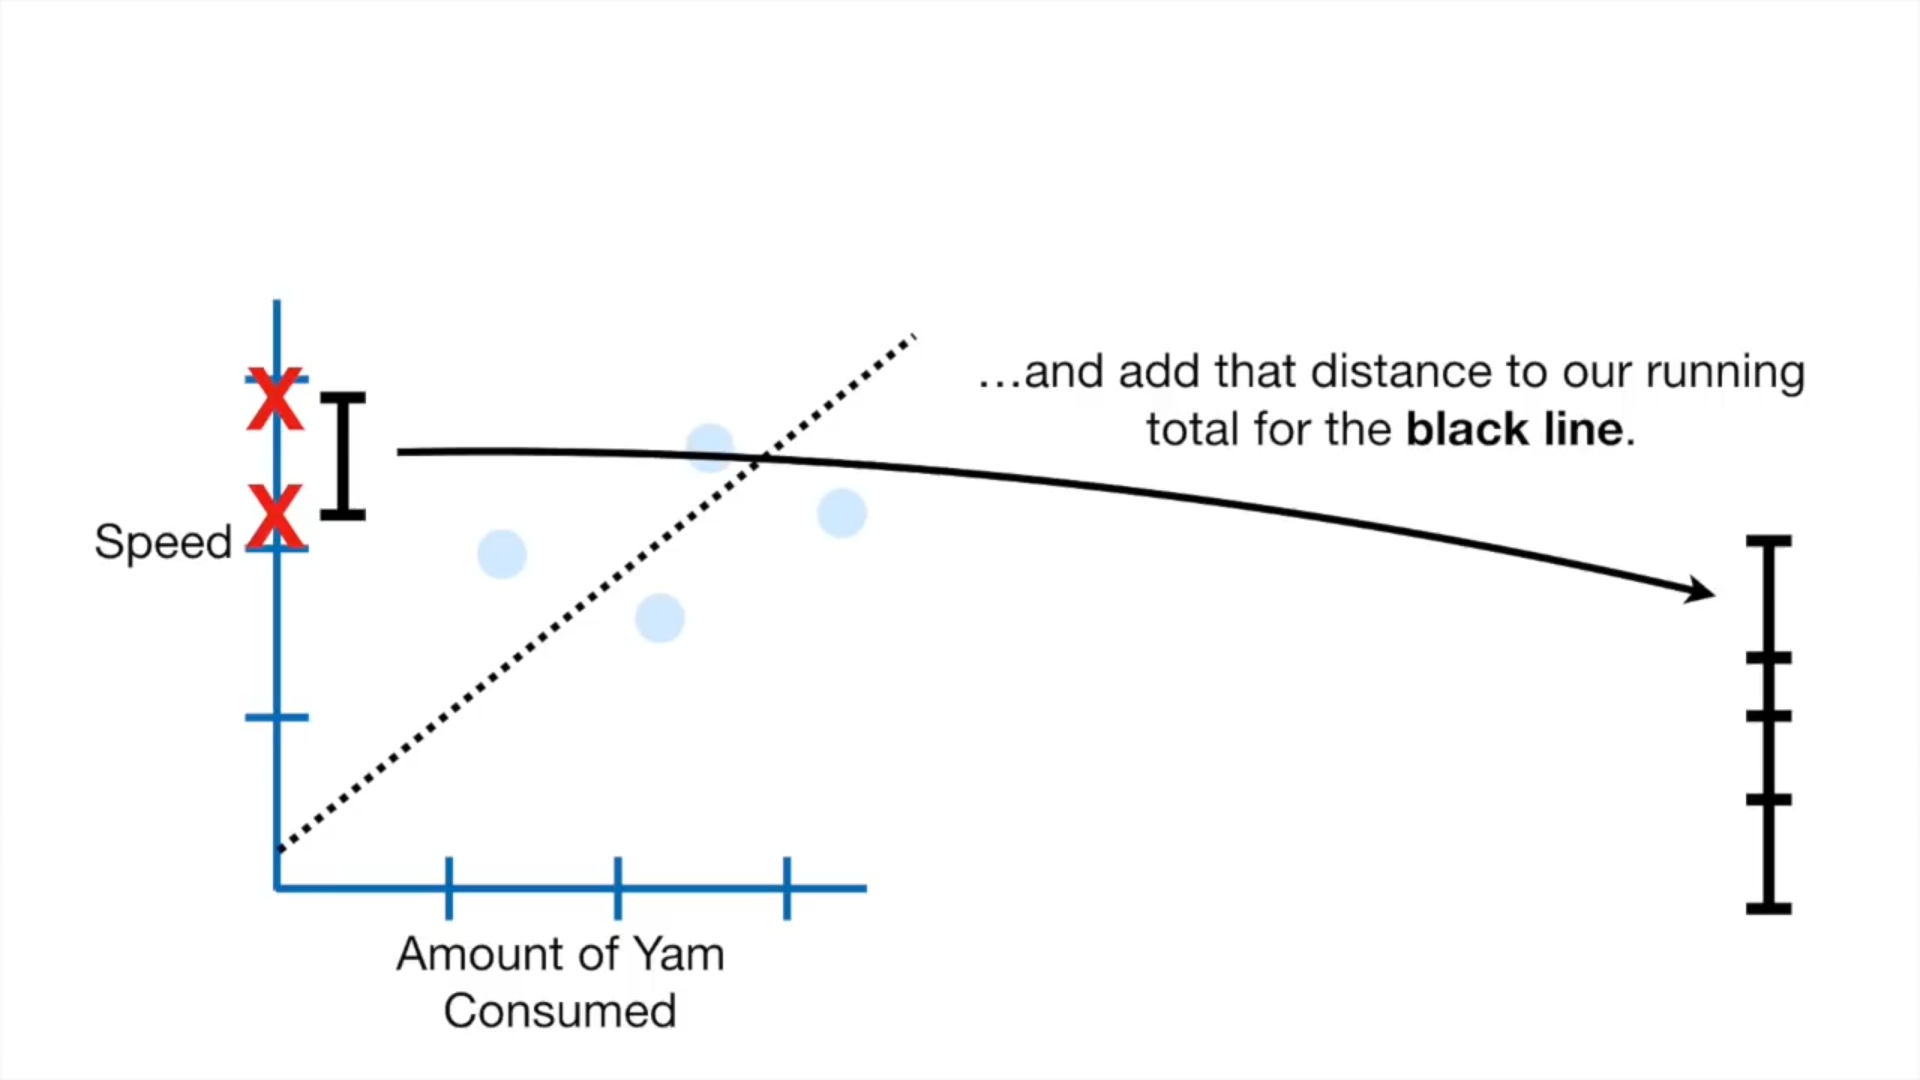 …and add that distance to our running
total for the black line.
X
X
Speed
Amount of Yam
Consumed